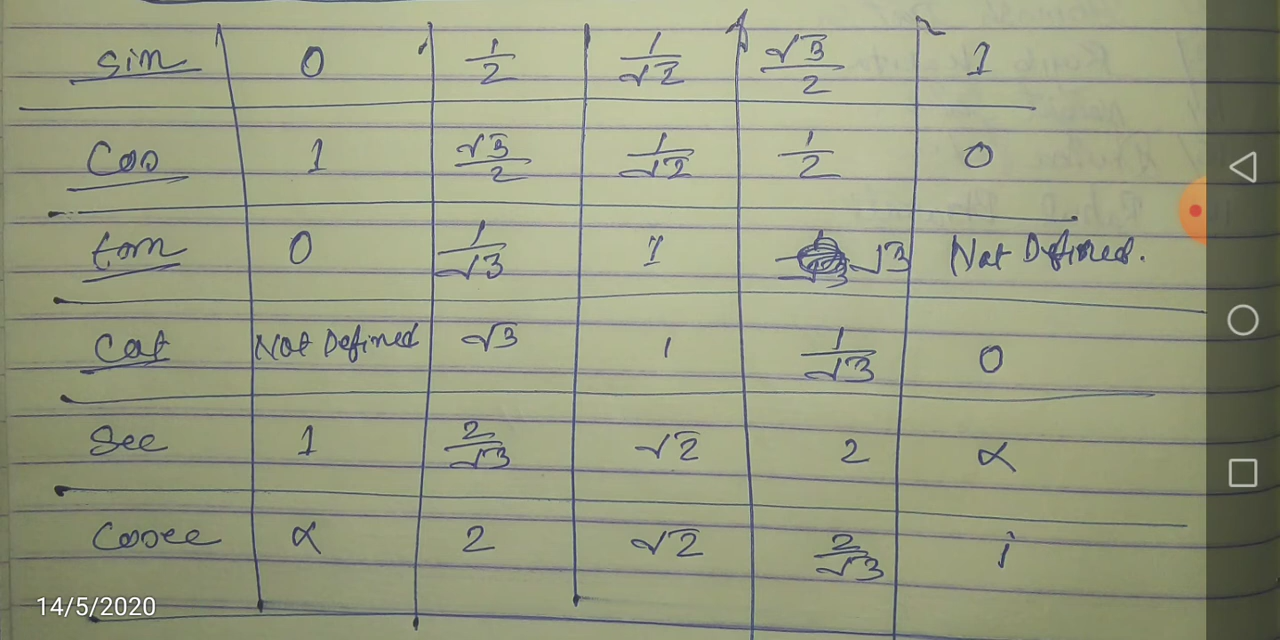 sin 0 1/2 1/√2 √3/2 1
Cos 1 √3/2 1/√2 1/2 0
tan 0 1/√3 1 √3 Not Defined.
Cot Not Defined √3 1 1/√3 0
Sec 1 2/√3 √2 2 α
Cosec α 2 √2 2/√3 1
14/5/2020